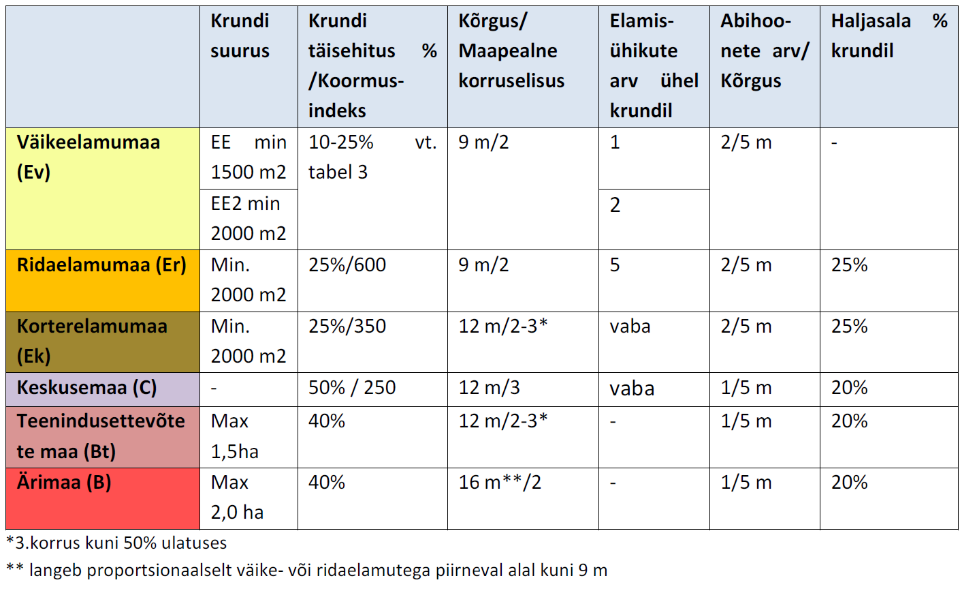 Krundi suurus
Krundi täisehitus % /Koormus-indeks
Kõrgus/ Maapealne korruselisus
Elamis-ühikute arv ühel krundil
Abihoo-nete arv/ Kõrgus
Haljasala % krundil
Väikeelamumaa (Ev)
EE min 1500 m2
10-25% vt. tabel 3
9 m/2
1
2/5 m
-
EE2 min 2000 m2
2
Ridaelamumaa (Er)
Min. 2000 m2
25%/600
9 m/2
5
2/5 m
25%
Korterelamumaa (Ek)
Min. 2000 m2
25%/350
12 m/2-3*
vaba
2/5 m
25%
Keskusemaa (C)
-
50% / 250
12 m/3
vaba
1/5 m
20%
Teenindusettevõte te maa (Bt)
Max 1,5ha
40%
12 m/2-3*
-
1/5 m
20%
Ärimaa (B)
Max 2,0 ha
40%
16 m**/2
-
1/5 m
20%
*3.korrus kuni 50% ulatuses
** langeb proportsionaalselt väike- või ridaelamutega piirneval alal kuni 9 m